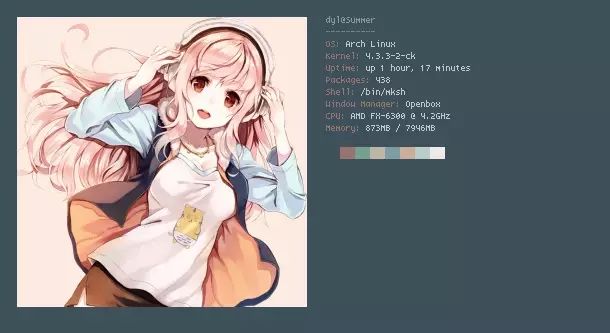 dyl@Summer
----------
OS: Arch Linux
Kernel: 4.3.3-2-ck
Uptime: up 1 hour, 17 minutes
Packages: 438
Shell: /bin/mksh
Window Manager: Openbox
CPU: AMD FX-6300 @ 4.2GHz
Memory: 873MB / 7946MB